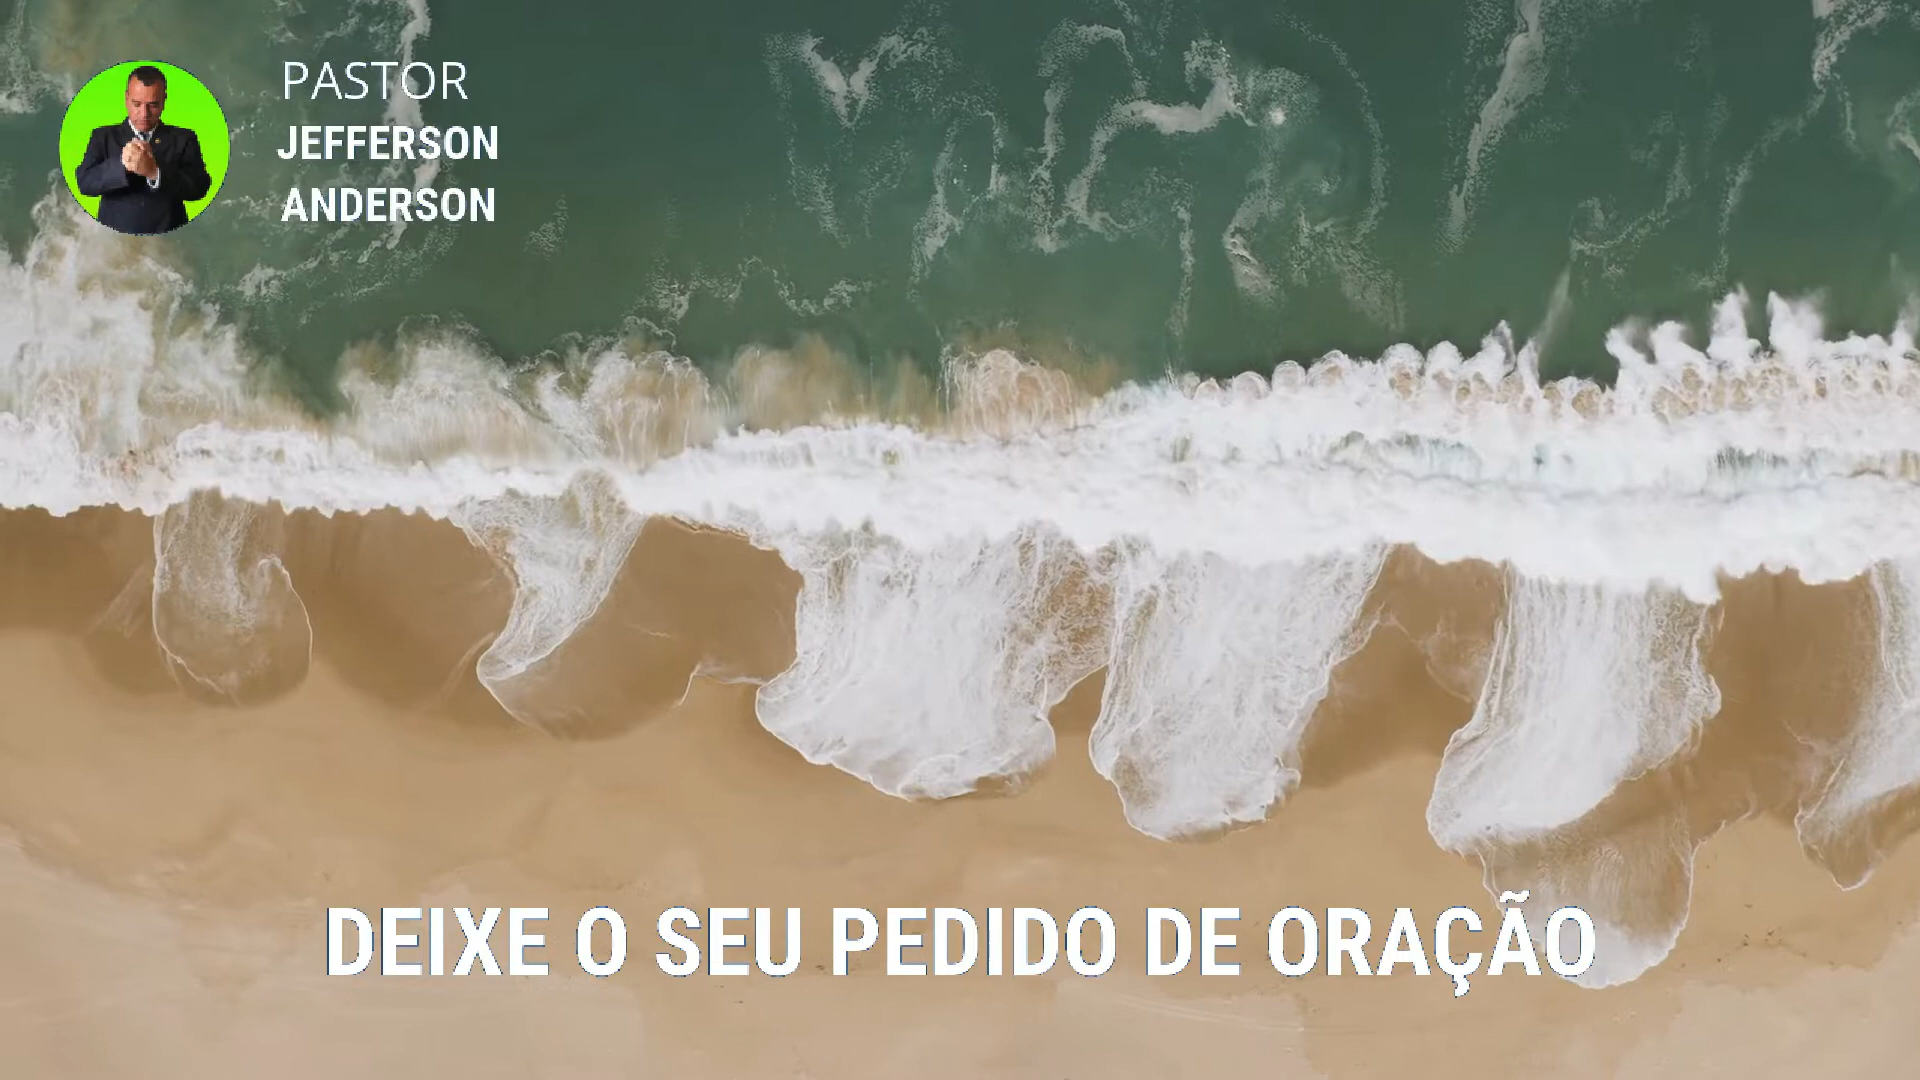 PASTOR
JEFFERSON
ANDERSON
DEIXE O SEU PEDIDO DE ORAÇÃO